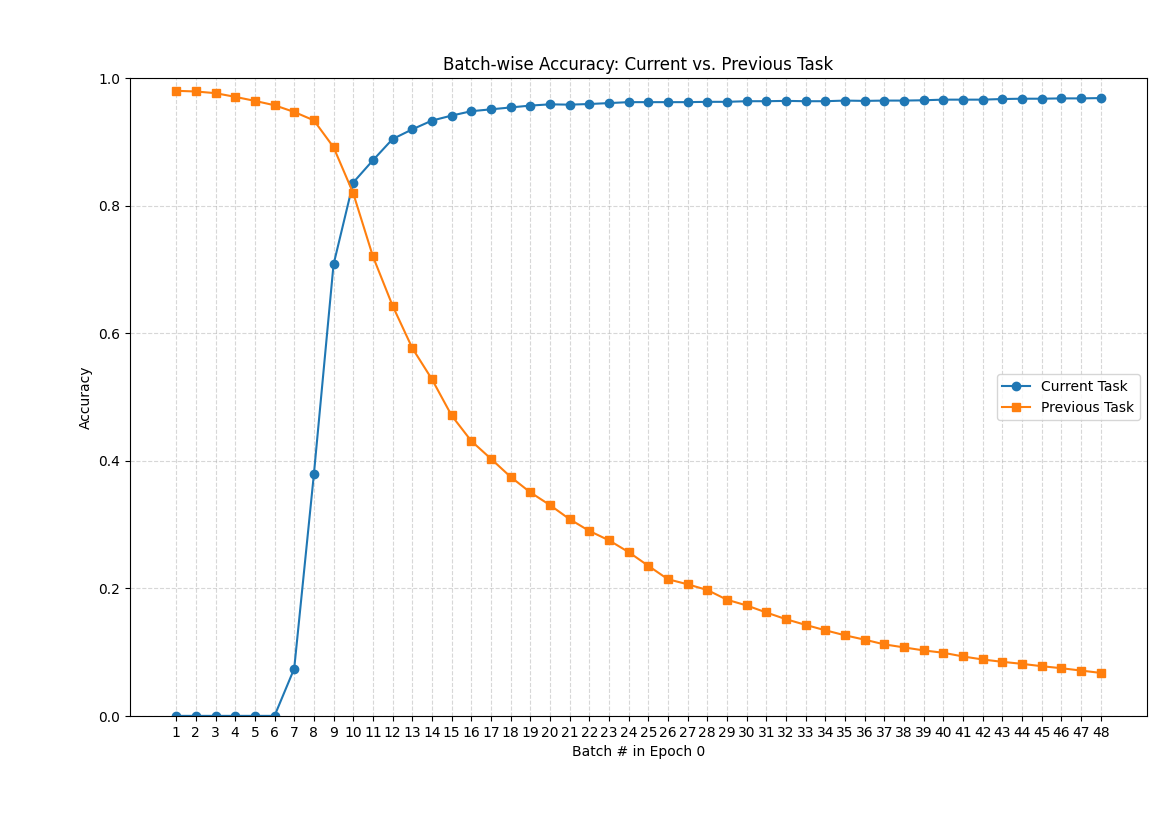 Batch-wise Accuracy: Current vs. Previous Task
1.0
0.8
0.6
0.4
0.2
0.0
Accuracy
Current Task
Previous Task
1 2 3 4 5 6 7 8 9 10 11 12 13 14 15 16 17 18 19 20 21 22 23 24 25 26 27 28 29 30 31 32 33 34 35 36 37 38 39 40 41 42 43 44 45 46 47 48
Batch # in Epoch 0